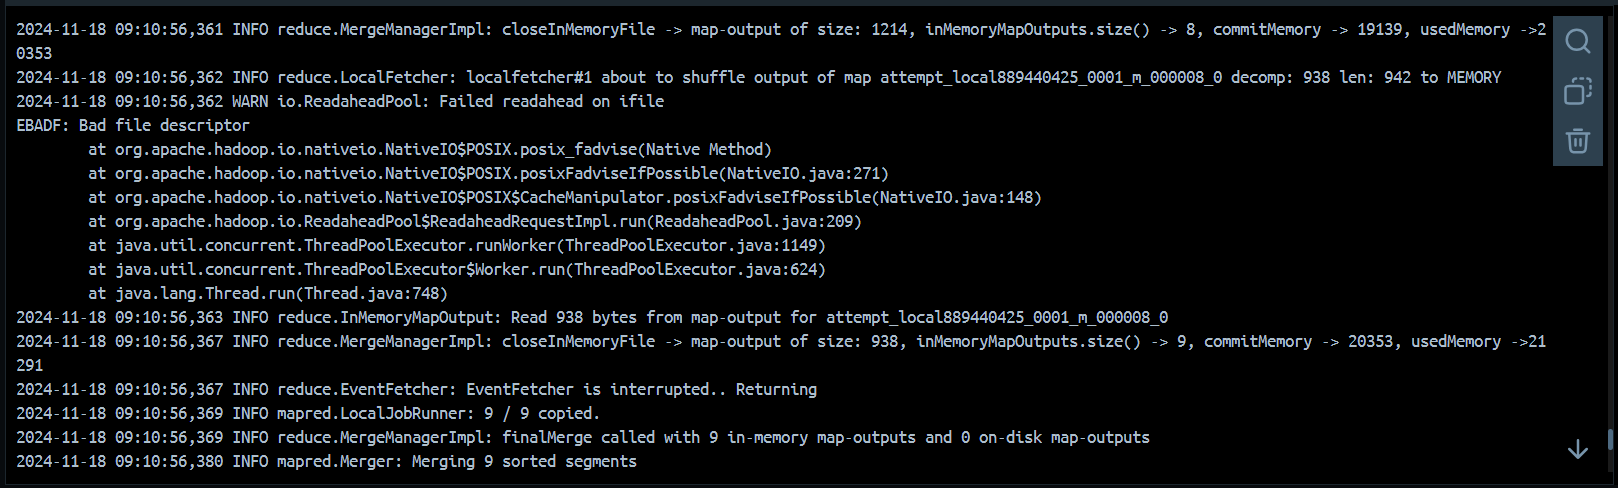 2024-11-18 09:10:56,361 INFO reduce.MergeManagerImpl: closeInMemoryFile -> map-output of size: 1214, inMemoryMapOutputs.size() -> 8, commitMemory -> 19139, usedMemory ->2
0353
2024-11-18 09:10:56,362 INFO reduce.LocalFetcher: localfetcher#1 about to shuffle output of map attempt_local889440425_0001_m_000008_0 decomp: 938 len: 942 to MEMORY
2024-11-18 09:10:56,362 WARN io.ReadaheadPool: Failed readahead on ifile
EBADF: Bad file descriptor
        at org.apache.hadoop.io.nativeio.NativeIO$POSIX.posix_fadvise(Native Method)
        at org.apache.hadoop.io.nativeio.NativeIO$POSIX.posixFadviseIfPossible(NativeIO.java:271)
        at org.apache.hadoop.io.nativeio.NativeIO$POSIX$CacheManipulator.posixFadviseIfPossible(NativeIO.java:148)
        at org.apache.hadoop.io.ReadaheadPool$ReadaheadRequestImpl.run(ReadaheadPool.java:209)
        at java.util.concurrent.ThreadPoolExecutor.runWorker(ThreadPoolExecutor.java:1149)
        at java.util.concurrent.ThreadPoolExecutor$Worker.run(ThreadPoolExecutor.java:624)
        at java.lang.Thread.run(Thread.java:748)
2024-11-18 09:10:56,363 INFO reduce.InMemoryMapOutput: Read 938 bytes from map-output for attempt_local889440425_0001_m_000008_0
2024-11-18 09:10:56,367 INFO reduce.MergeManagerImpl: closeInMemoryFile -> map-output of size: 938, inMemoryMapOutputs.size() -> 9, commitMemory -> 20353, usedMemory ->21
291
2024-11-18 09:10:56,367 INFO reduce.EventFetcher: EventFetcher is interrupted.. Returning
2024-11-18 09:10:56,369 INFO mapred.LocalJobRunner: 9 / 9 copied.
2024-11-18 09:10:56,369 INFO reduce.MergeManagerImpl: finalMerge called with 9 in-memory map-outputs and 0 on-disk map-outputs
2024-11-18 09:10:56,380 INFO mapred.Merger: Merging 9 sorted segments